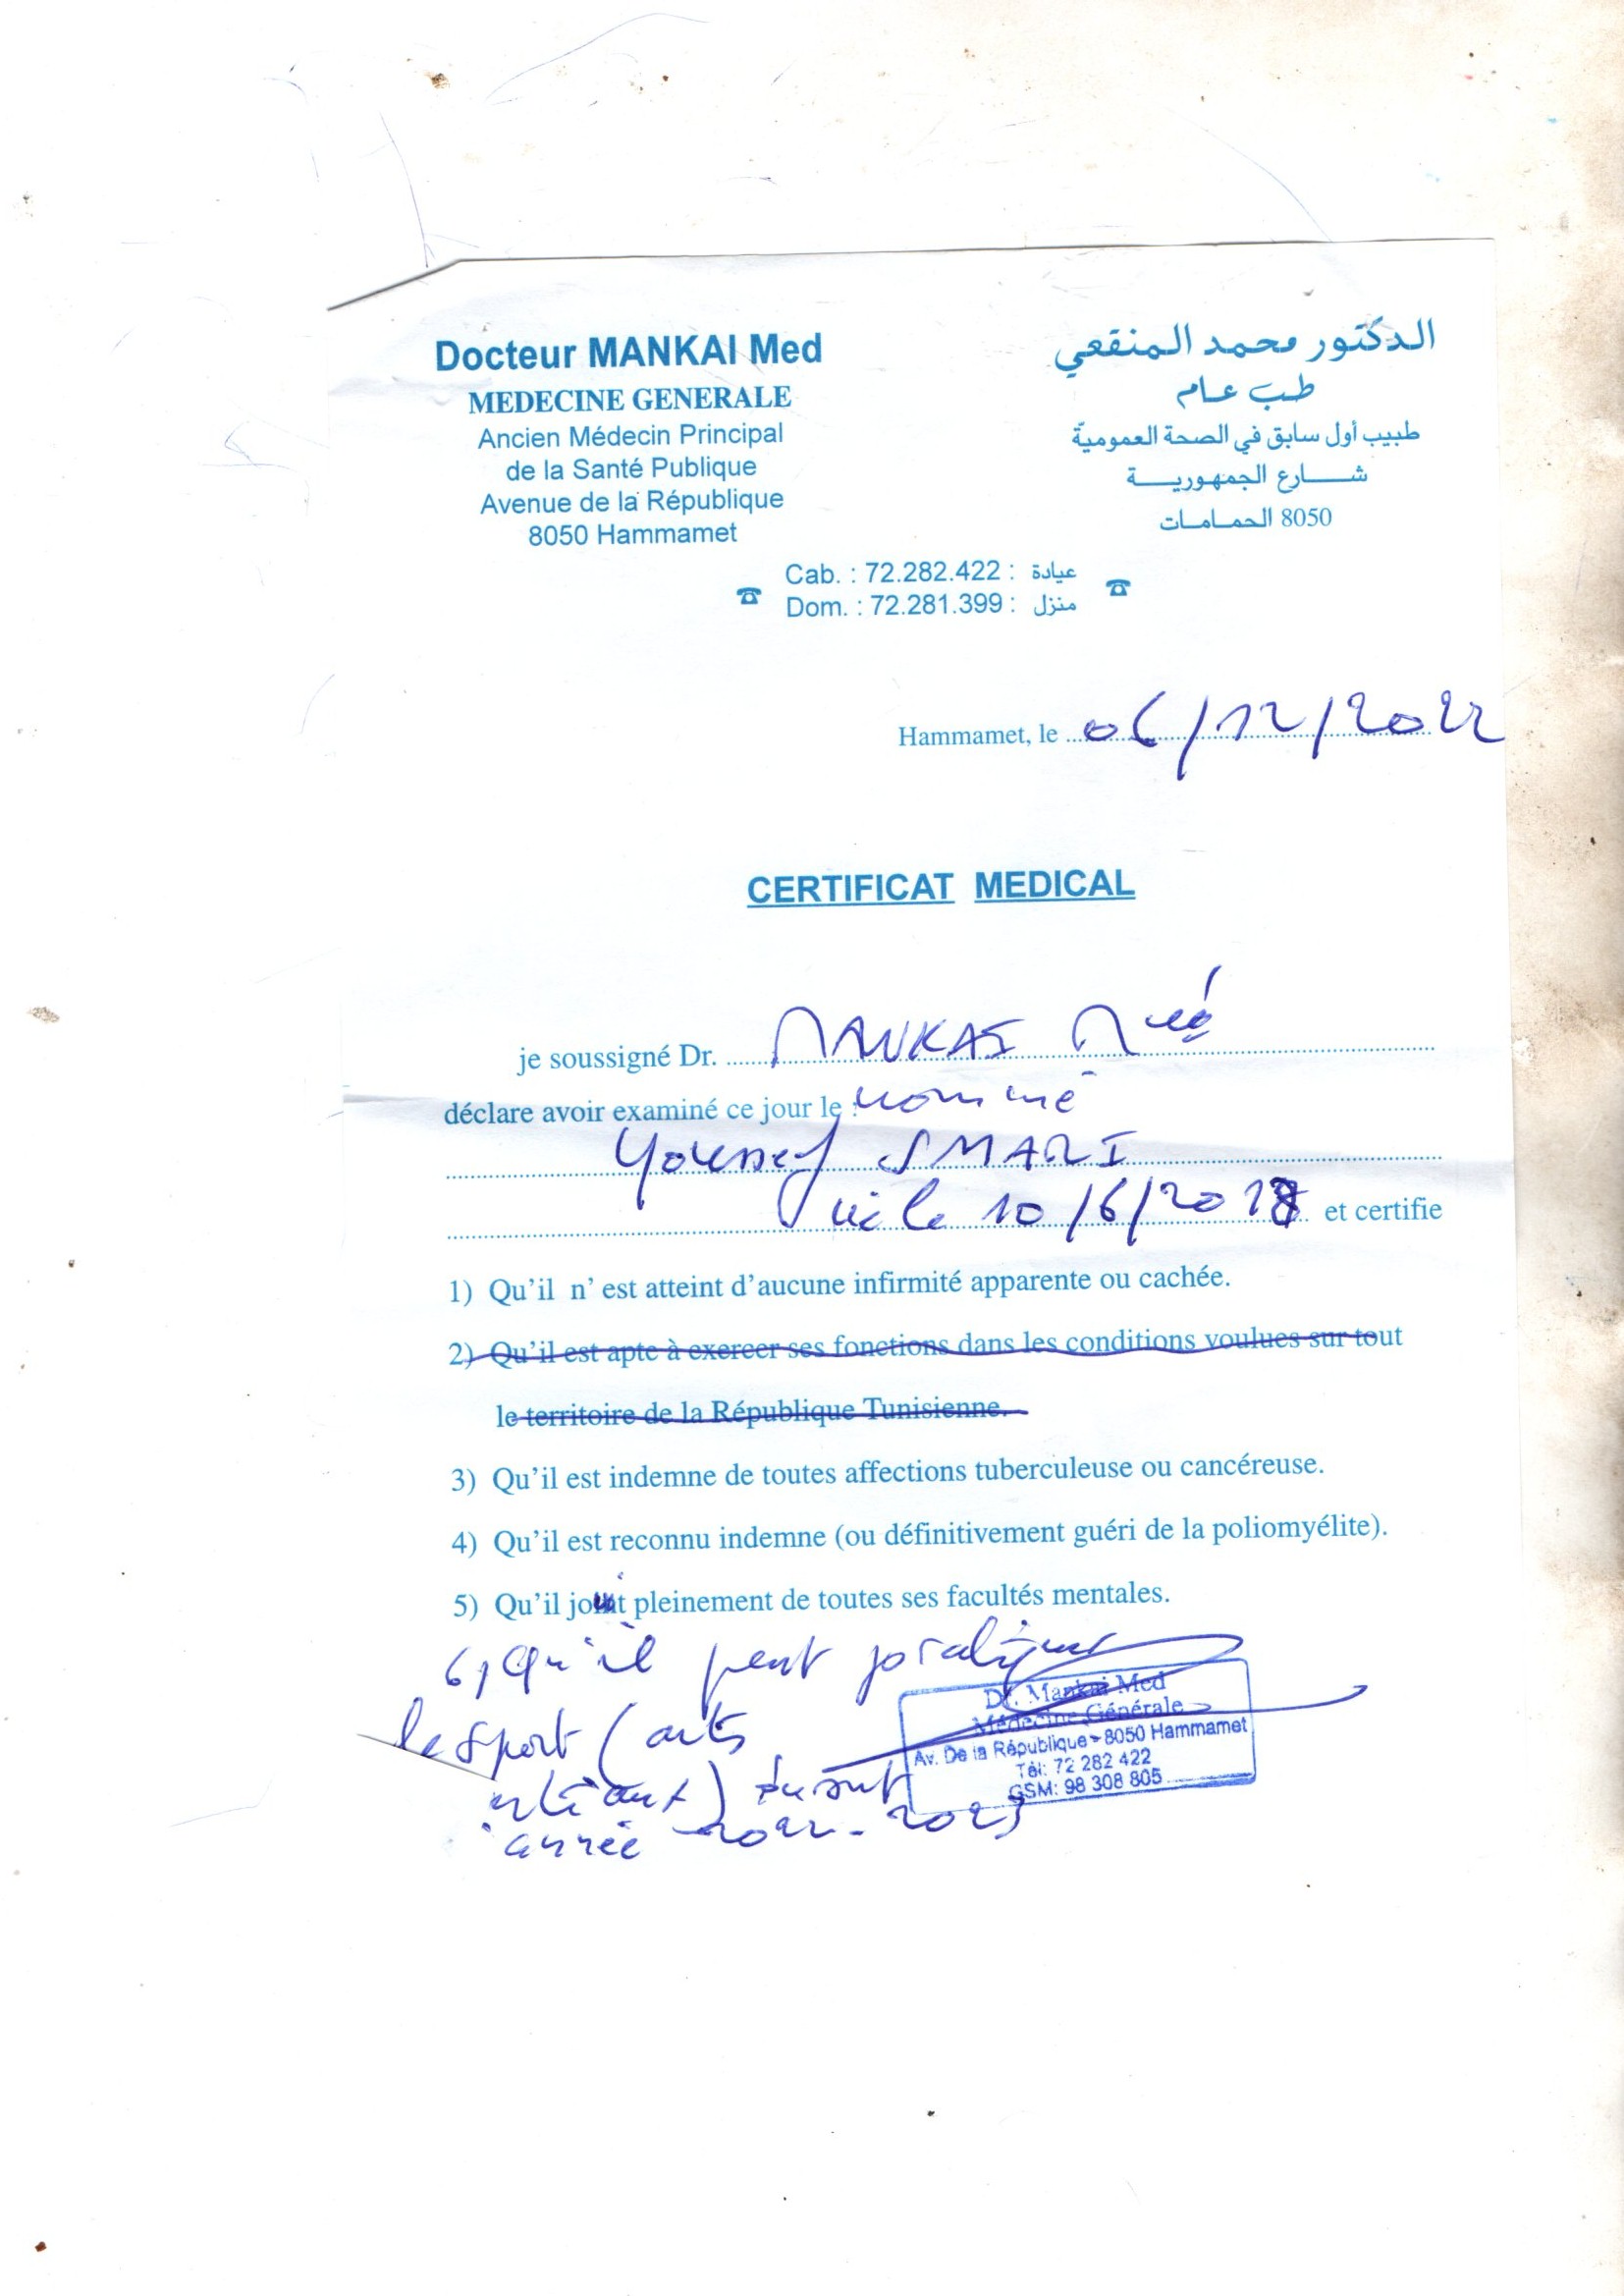 Docteur MANKAI Med
MEDECINE GENERALE
Ancien Médecin Principal
de la Santé Publique
Avenue de la République
8050 Hammamet
الدكتور محمد المنقعي
طب عام
طبيب أول سابق في الصحة العمومية
شارع الجمهورية
8050 الحمامات
Cab. : 72.282.422 : عيادة
Dom. : 72.281.399 : منزل
Hammamet, le 06/12/2022
CERTIFICAT MEDICAL
je soussigné Dr. MANKAI
déclare avoir examiné ce jour le : nommé
Youssef SMARI
né le 10/6/2018 et certifie
1) Qu'il n' est atteint d'aucune infirmité apparente ou cachée.
2) Qu'il est apte à exercer ses fonctions dans les conditions voulues sur tout
le territoire de la République Tunisienne.
3) Qu'il est indemne de toutes affections tuberculeuse ou cancéreuse.
4) Qu'il est reconnu indemne (ou définitivement guéri de la poliomyélite).
5) Qu'il jouit pleinement de toutes ses facultés mentales.
6) Qu'il peut pratiquer
le sport (arts
martiaux) durant
année 2022-2023
Dr. Mankai Med
Médecine Générale
Av. De la République - 8050 Hammamet
Tél: 72 282 422
GSM: 98 308 805